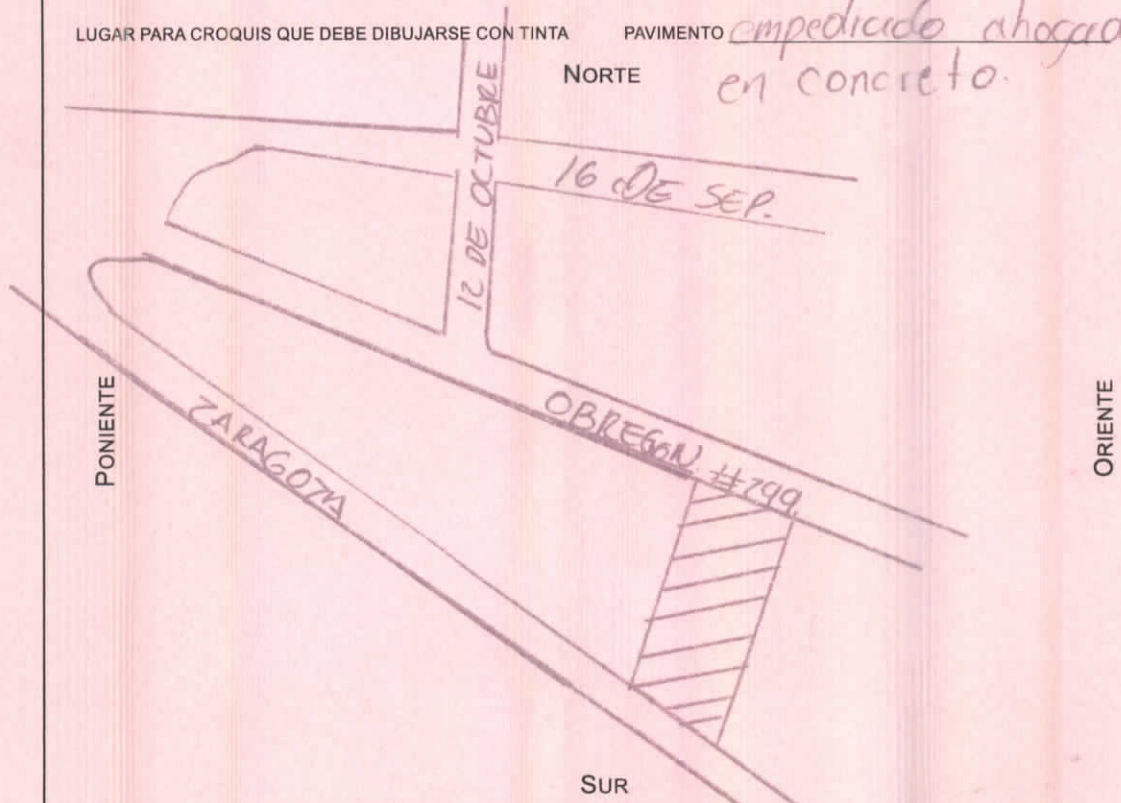 LUGAR PARA CROQUIS QUE DEBE DIBUJARSE CON TINTA PAVIMENTO empedrado ahogad
en concreto.
NORTE
12 DE OCTUBRE
16 DE SEP.
PONIENTE
ORIENTE
ZARAGOZA
OBREGON #299
SUR